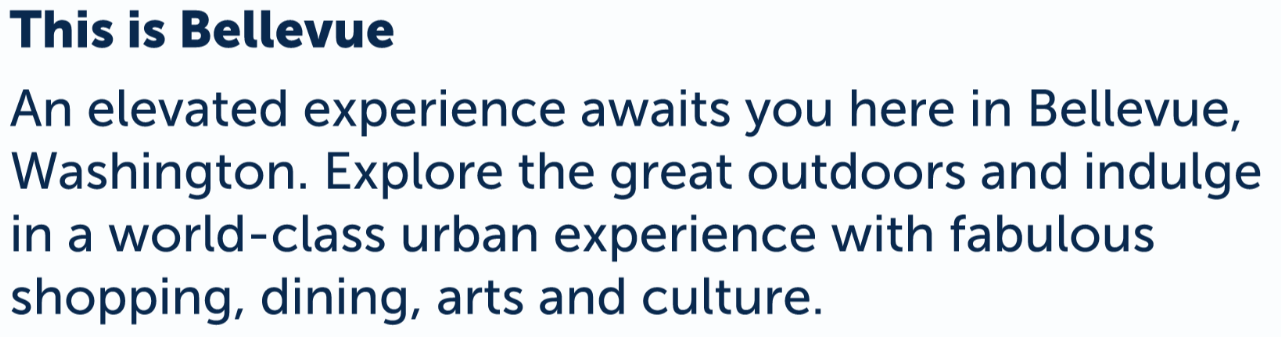 This is Bellevue
An elevated experience awaits you here in Bellevue,
Washington. Explore the great outdoors and indulge
in a world-class urban experience with fabulous
shopping, dining, arts and culture.